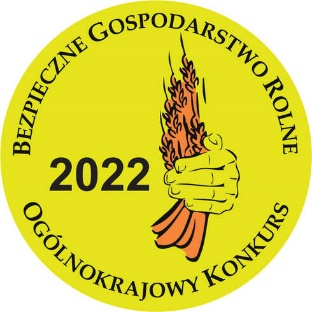 BEZPIECZNE GOSPODARSTWO ROLNE
2022
OGÓLNOKRAJOWY KONKURS